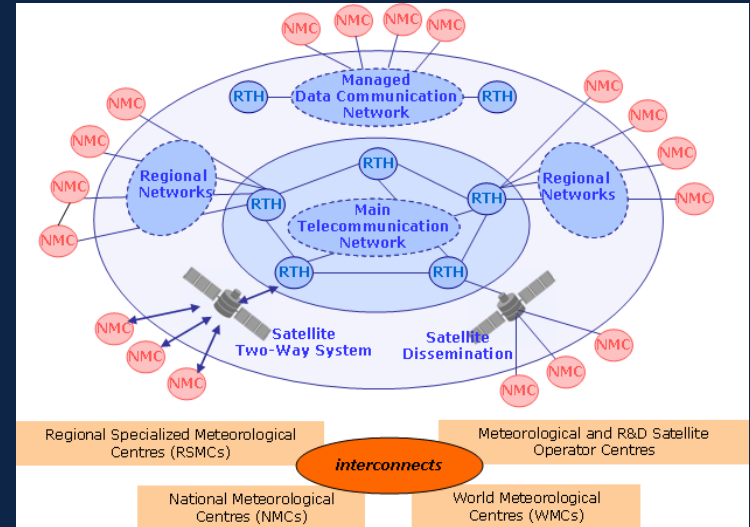 NMC
NMC
NMC
NMC
Managed
Data Communication
Network
RTH
RTH
NMC
NMC
NMC
NMC
NMC
NMC
NMC
NMC
Regional
Networks
Regional
Networks
RTH
RTH
RTH
Main
Telecommunication
Network
RTH
RTH
Satellite
Two-Way System
Satellite
Dissemination
NMC
NMC
NMC
NMC
NMC
NMC
Regional Specialized Meteorological
Centres (RSMCs)
Meteorological and R&D Satellite
Operator Centres
interconnects
National Meteorological
Centres (NMCs)
World Meteorological
Centres (WMCs)